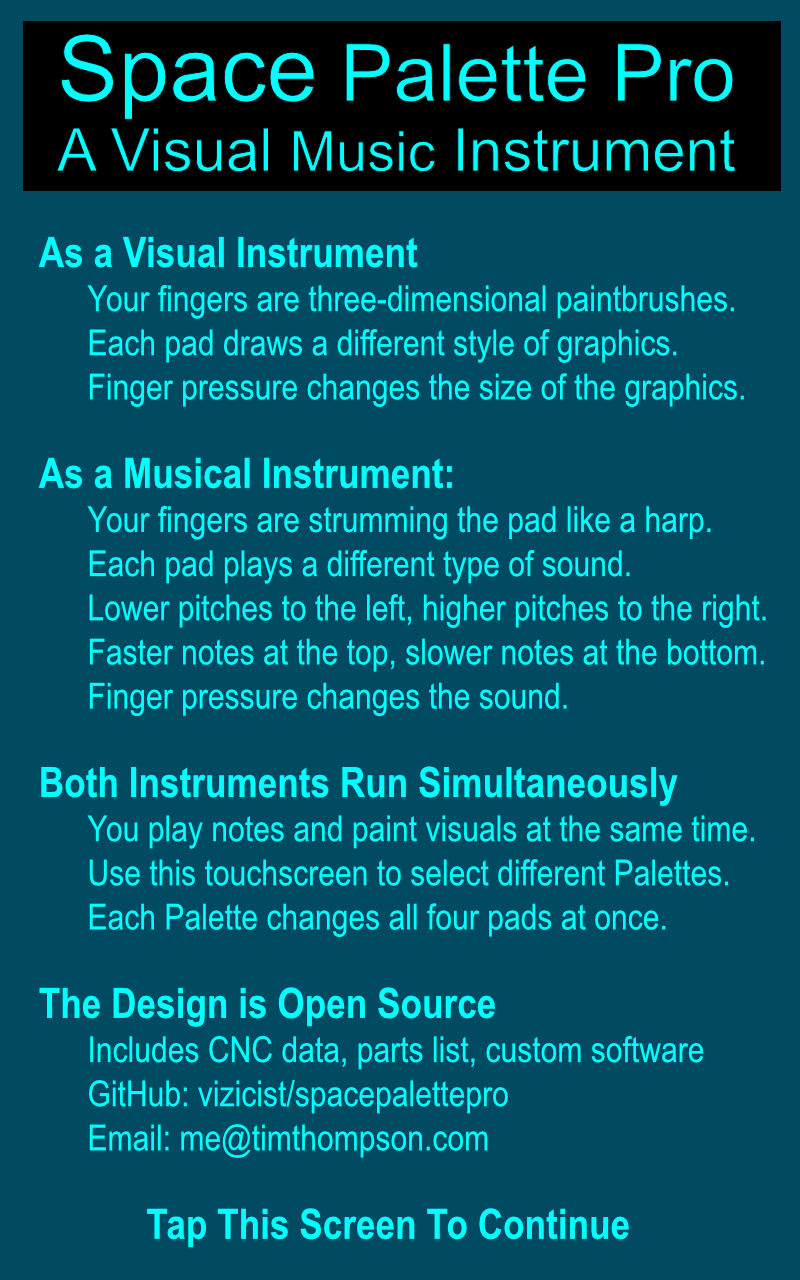 Space Palette Pro
A Visual Music Instrument
As a Visual Instrument
Your fingers are three-dimensional paintbrushes.
Each pad draws a different style of graphics.
Finger pressure changes the size of the graphics.
As a Musical Instrument:
Your fingers are strumming the pad like a harp.
Each pad plays a different type of sound.
Lower pitches to the left, higher pitches to the right.
Faster notes at the top, slower notes at the bottom.
Finger pressure changes the sound.
Both Instruments Run Simultaneously
You play notes and paint visuals at the same time.
Use this touchscreen to select different Palettes.
Each Palette changes all four pads at once.
The Design is Open Source
Includes CNC data, parts list, custom software
GitHub: vizicist/spacepalettepro
Email: me@timthompson.com
Tap This Screen To Continue